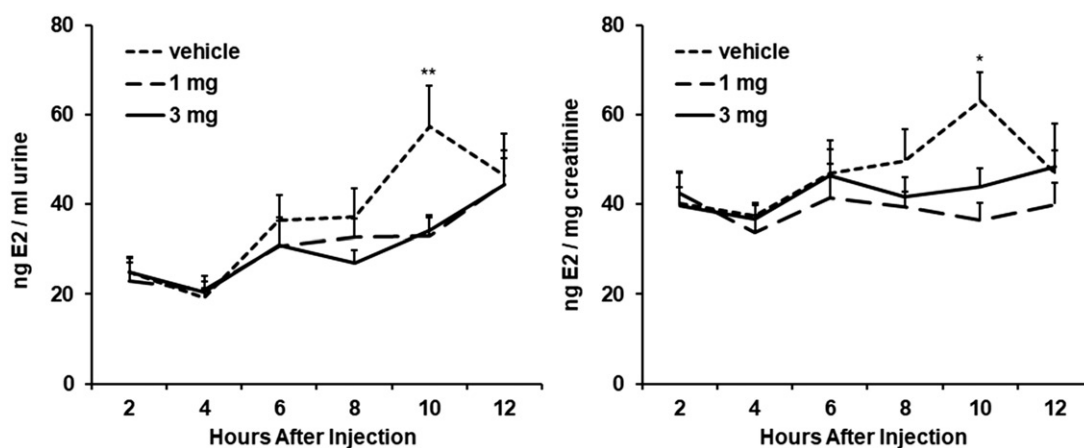 80
60
40
20
0
ng E2 / ml urine
vehicle
1 mg
3 mg
**
2 4 6 8 10 12
Hours After Injection
80
60
40
20
0
ng E2 / mg creatinine
vehicle
1 mg
3 mg
*
2 4 6 8 10 12
Hours After Injection